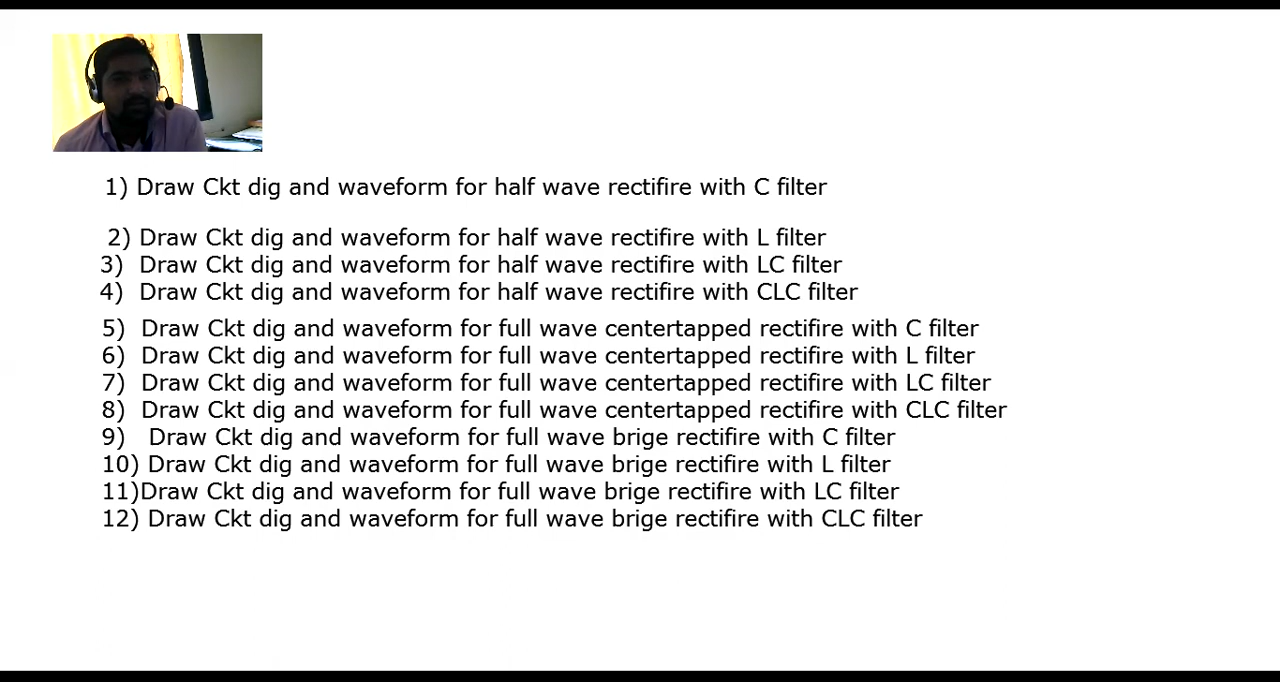 1) Draw Ckt dig and waveform for half wave rectifire with C filter
2) Draw Ckt dig and waveform for half wave rectifire with L filter
3) Draw Ckt dig and waveform for half wave rectifire with LC filter
4) Draw Ckt dig and waveform for half wave rectifire with CLC filter
5) Draw Ckt dig and waveform for full wave centertapped rectifire with C filter
6) Draw Ckt dig and waveform for full wave centertapped rectifire with L filter
7) Draw Ckt dig and waveform for full wave centertapped rectifire with LC filter
8) Draw Ckt dig and waveform for full wave centertapped rectifire with CLC filter
9) Draw Ckt dig and waveform for full wave brige rectifire with C filter
10) Draw Ckt dig and waveform for full wave brige rectifire with L filter
11)Draw Ckt dig and waveform for full wave brige rectifire with LC filter
12) Draw Ckt dig and waveform for full wave brige rectifire with CLC filter